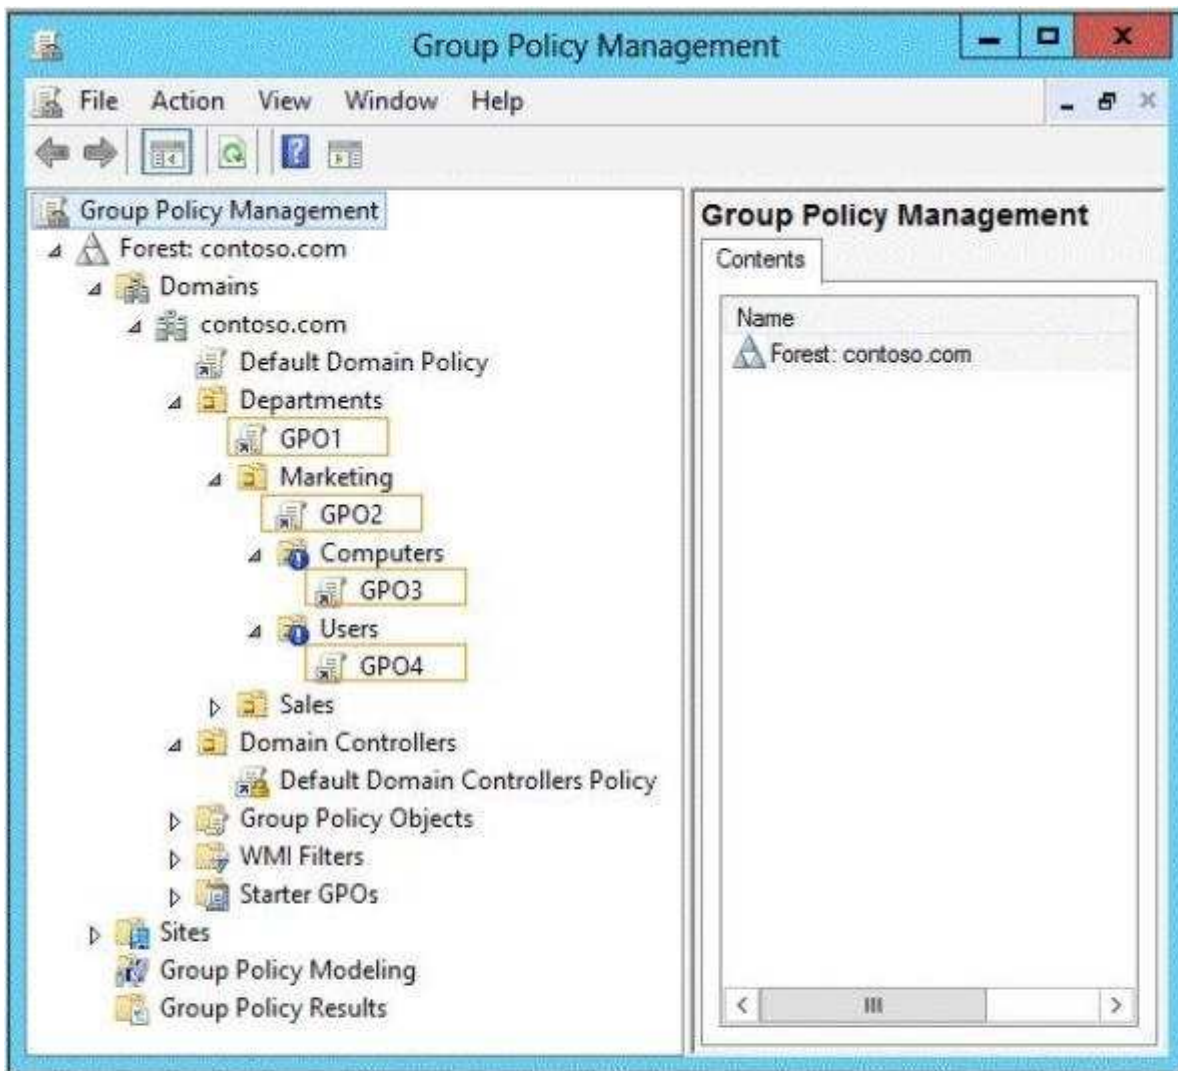 Group Policy Management
File Action View Window Help
Group Policy Management
Forest: contoso.com
Domains
contoso.com
Default Domain Policy
Departments
GPO1
Marketing
GPO2
Computers
GPO3
Users
GPO4
Sales
Domain Controllers
Default Domain Controllers Policy
Group Policy Objects
WMI Filters
Starter GPOs
Sites
Group Policy Modeling
Group Policy Results
Group Policy Management
Contents
Name
Forest: contoso.com